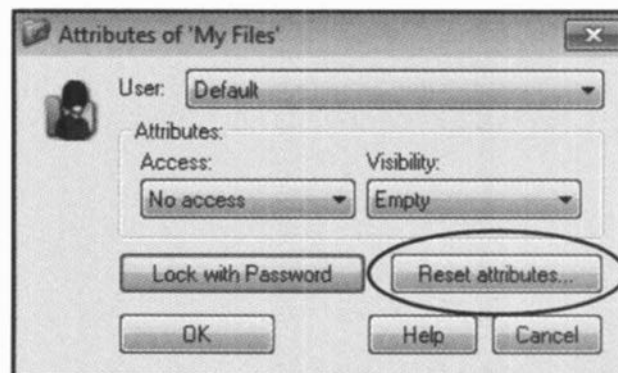 Attributes of 'My Files'
User: Default
Attributes:
Access: Visibility:
No access Empty
Lock with Password Reset attributes...
OK Help Cancel